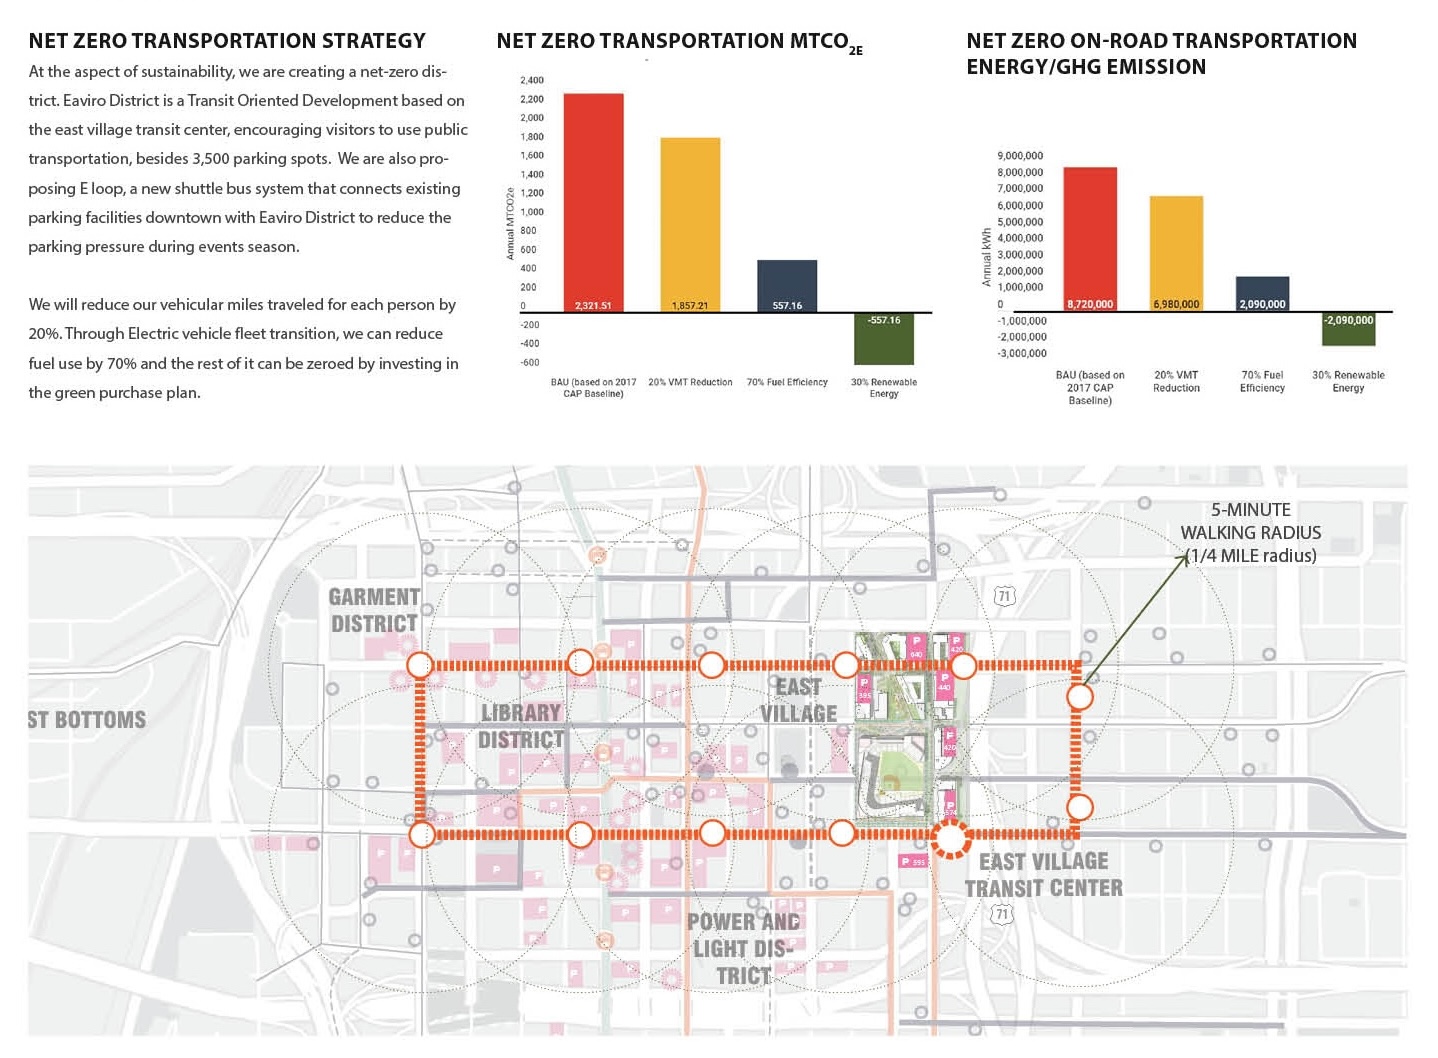 NET ZERO TRANSPORTATION STRATEGY
At the aspect of sustainability, we are creating a net-zero dis-
trict. Eaviro District is a Transit Oriented Development based on
the east village transit center, encouraging visitors to use public
transportation, besides 3,500 parking spots. We are also pro-
posing E loop, a new shuttle bus system that connects existing
parking facilities downtown with Eaviro District to reduce the
parking pressure during events season.
We will reduce our vehicular miles traveled for each person by
20%. Through Electric vehicle fleet transition, we can reduce
fuel use by 70% and the rest of it can be zeroed by investing in
the green purchase plan.
NET ZERO TRANSPORTATION MTCO2E
Annual MTCO2e
2,400
2,200
2,000
1,800
1,600
1,400
1,200
1,000
800
600
400
200
0
-200
-400
-600
2,321.51
1,857.21
557.16
-557.16
BAU (based on 2017
CAP Baseline)
20% VMT Reduction
70% Fuel Efficiency
30% Renewable
Energy
NET ZERO ON-ROAD TRANSPORTATION
ENERGY/GHG EMISSION
Annual kWh
9,000,000
8,000,000
7,000,000
6,000,000
5,000,000
4,000,000
3,000,000
2,000,000
1,000,000
0
-1,000,000
-2,000,000
-3,000,000
8,720,000
6,980,000
2,090,000
-2,090,000
BAU (based on
2017 CAP
Baseline)
20% VMT
Reduction
70% Fuel
Efficiency
30% Renewable
Energy
5-MINUTE
WALKING RADIUS
(1/4 MILE radius)
71
GARMENT
DISTRICT
P
640
P
420
P
595
P
440
EAST
VILLAGE
LIBRARY
DISTRICT
ST BOTTOMS
P
420
P
P 595
EAST VILLAGE
TRANSIT CENTER
71
POWER AND
LIGHT DIS-
TRICT